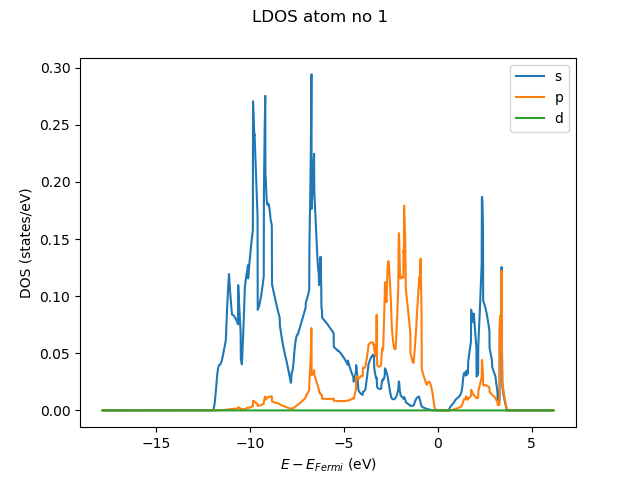 LDOS atom no 1
s
p
d
DOS (states/eV)
0.30
0.25
0.20
0.15
0.10
0.05
0.00
−15 −10 −5 0 5
E − E_Fermi (eV)